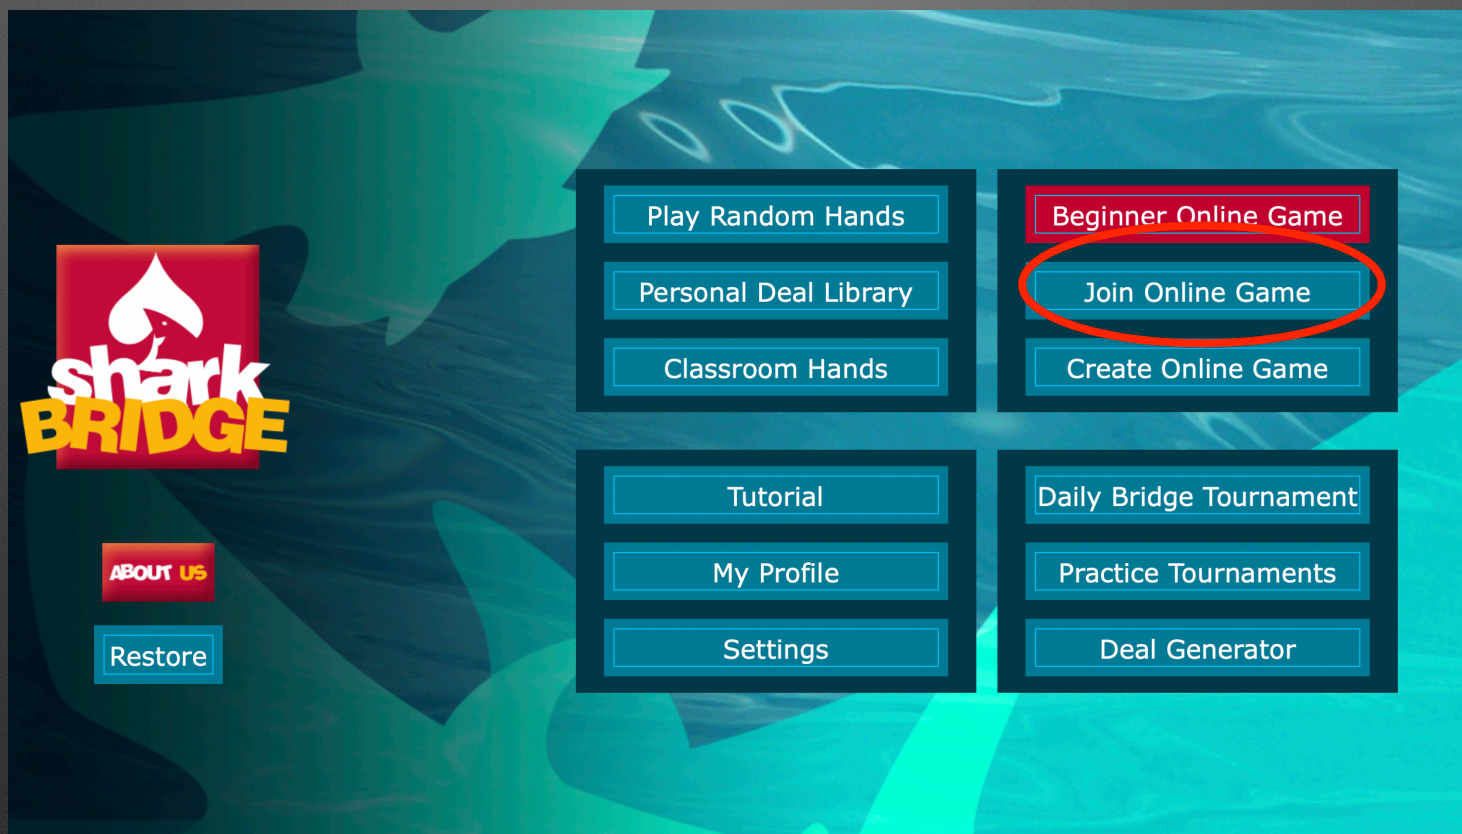 shark
BRIDGE
ABOUT US
Restore
Play Random Hands
Personal Deal Library
Classroom Hands
Beginner Online Game
Join Online Game
Create Online Game
Tutorial
My Profile
Settings
Daily Bridge Tournament
Practice Tournaments
Deal Generator